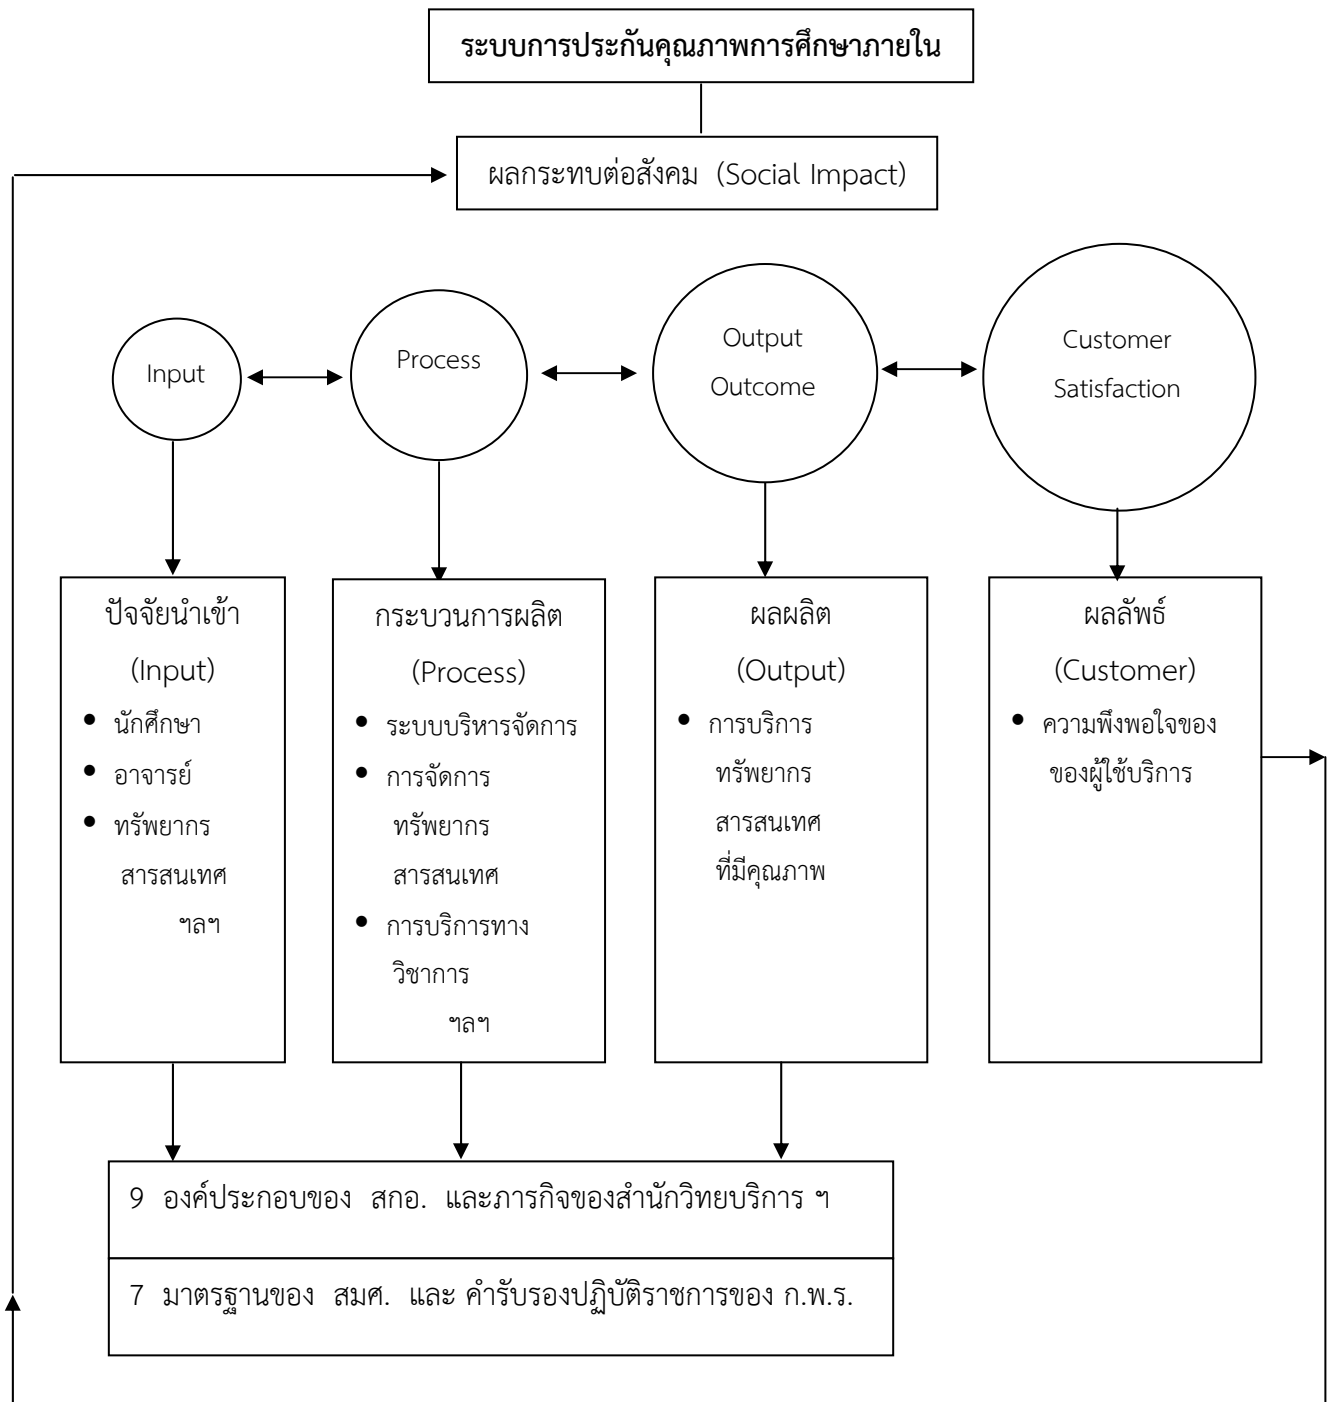 ระบบการประกันคุณภาพการศึกษาภายใน
ผลกระทบต่อสังคม (Social Impact)
Input
Process
Output
Outcome
Customer
Satisfaction
ปัจจัยนำเข้า
(Input)
• นักศึกษา
• อาจารย์
• ทรัพยากร
สารสนเทศ
ฯลฯ
กระบวนการผลิต
(Process)
• ระบบบริหารจัดการ
• การจัดการ
ทรัพยากร
สารสนเทศ
• การบริการทาง
วิชาการ
ฯลฯ
ผลผลิต
(Output)
• การบริการ
ทรัพยากร
สารสนเทศ
ที่มีคุณภาพ
ผลลัพธ์
(Customer)
• ความพึงพอใจของ
ของผู้ใช้บริการ
9 องค์ประกอบของ สกอ. และภารกิจของสำนักวิทยบริการ ฯ
7 มาตรฐานของ สมศ. และ คำรับรองปฏิบัติราชการของ ก.พ.ร.